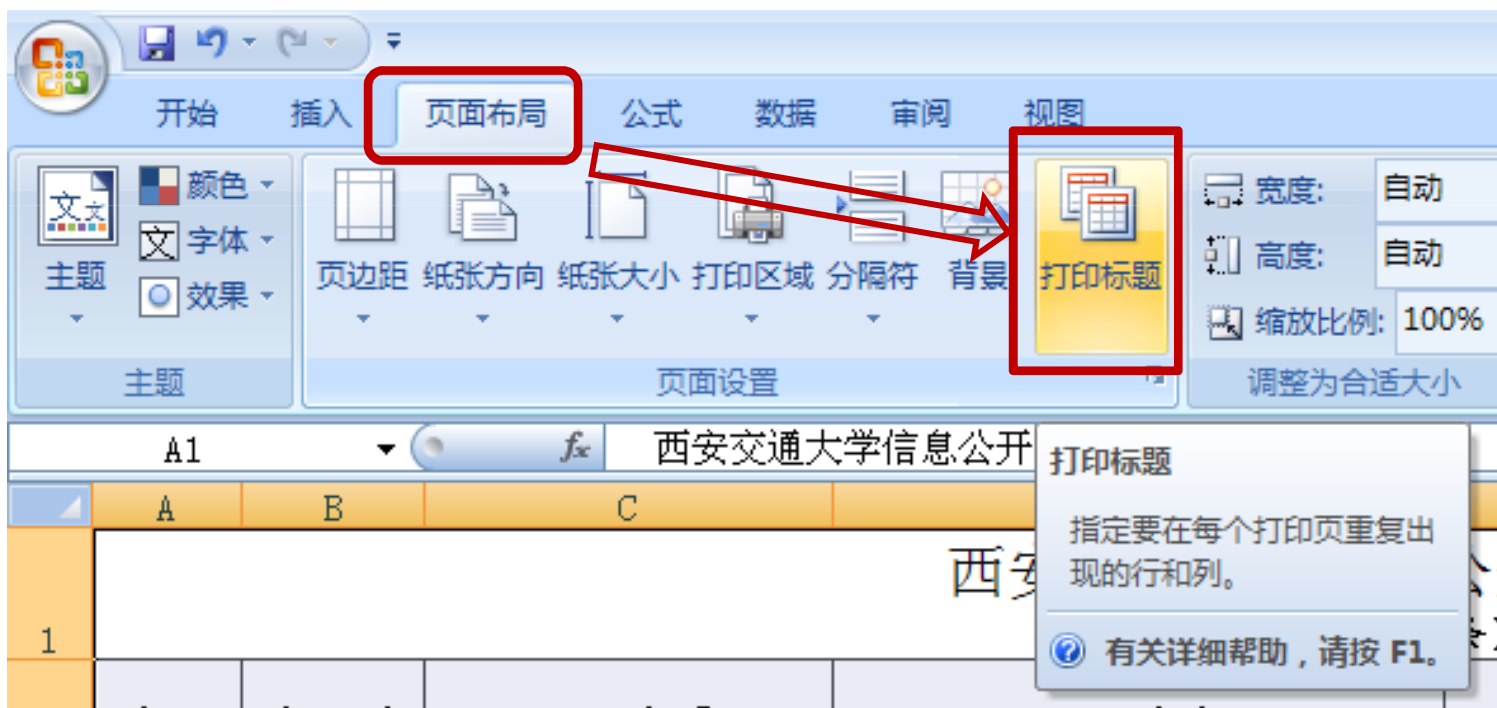 开始 插入 页面布局 公式 数据 审阅 视图
文文 主题
颜色
文 字体
效果
页边距 纸张方向 纸张大小 打印区域 分隔符 背景 打印标题
宽度: 自动
高度: 自动
缩放比例: 100%
主题 页面设置 调整为合适大小
A1 fx 西安交通大学信息公开
打印标题
指定要在每个打印页重复出
现的行和列。
有关详细帮助，请按 F1。
A B C
西
1